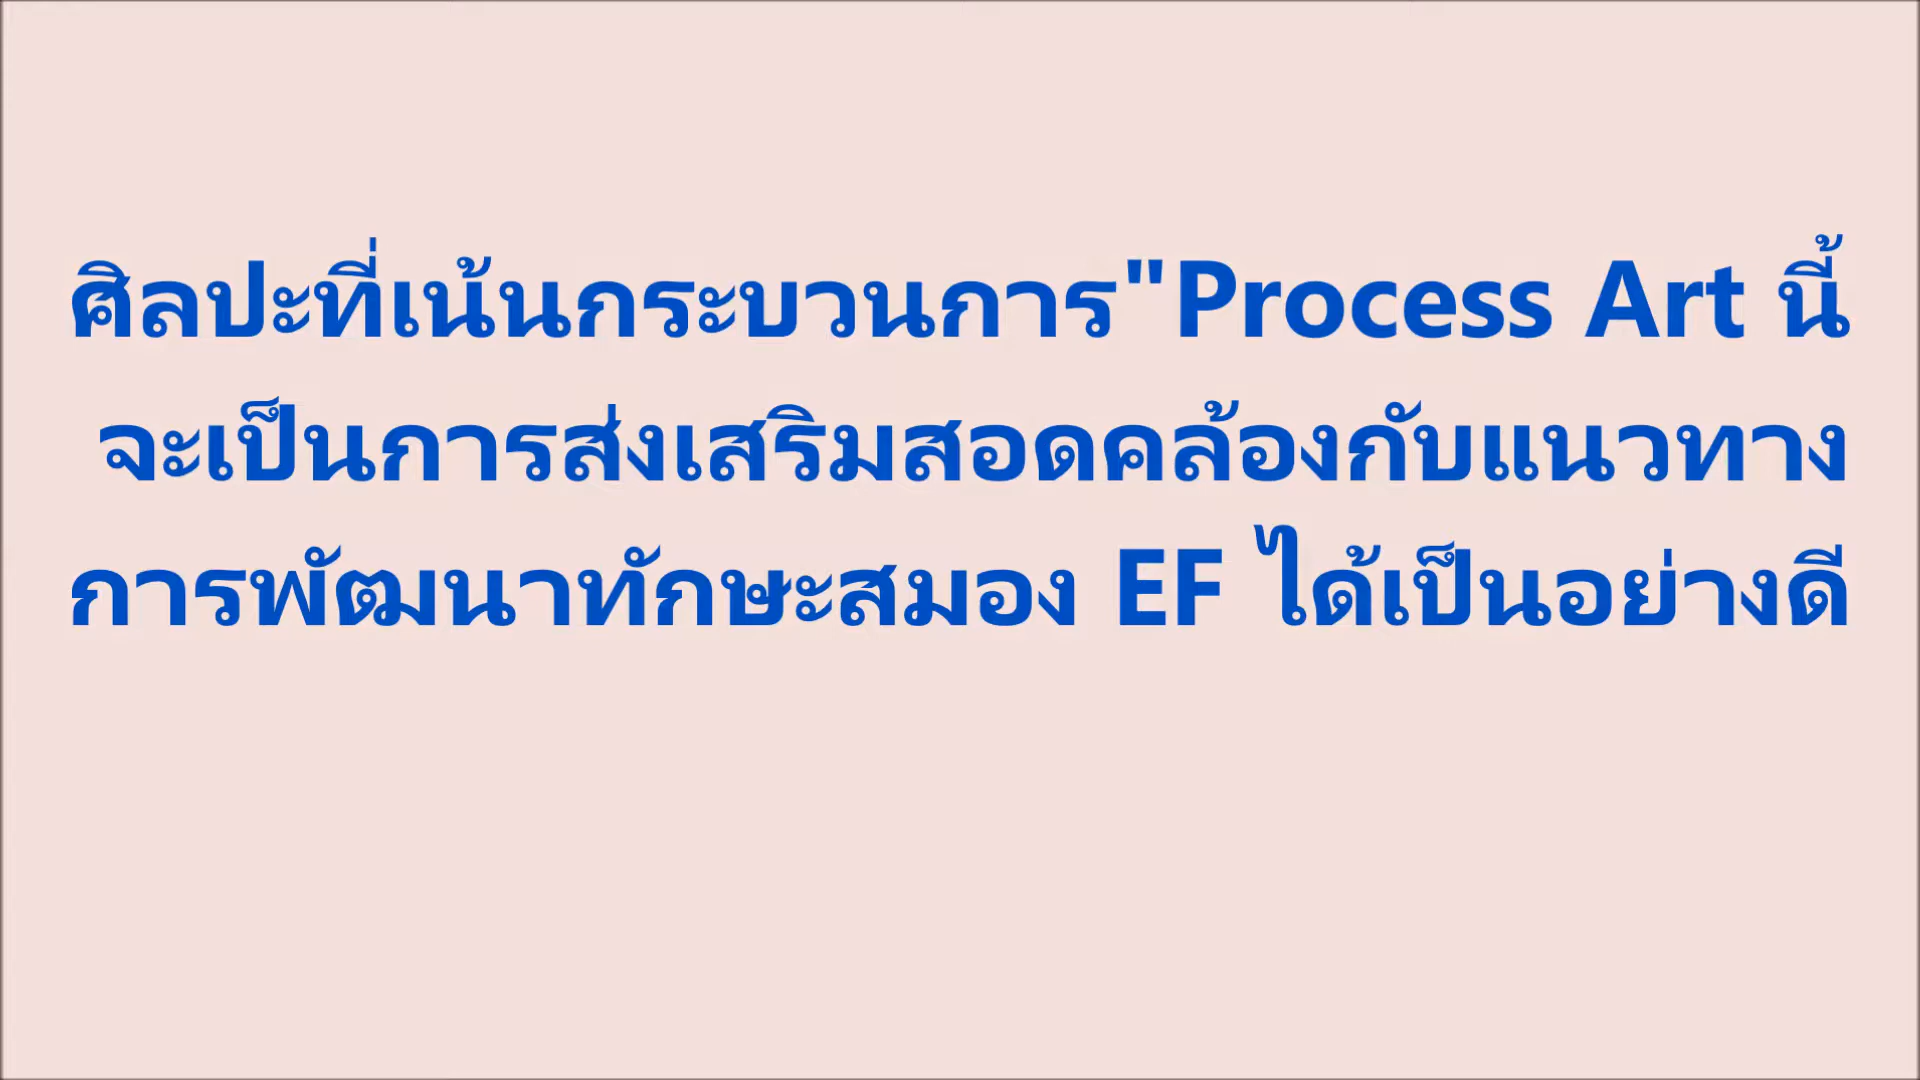 ศิลปะที่เน้นกระบวนการ"Process Art นี้
จะเป็นการส่งเสริมสอดคล้องกับแนวทาง
การพัฒนาทักษะสมอง EF ได้เป็นอย่างดี